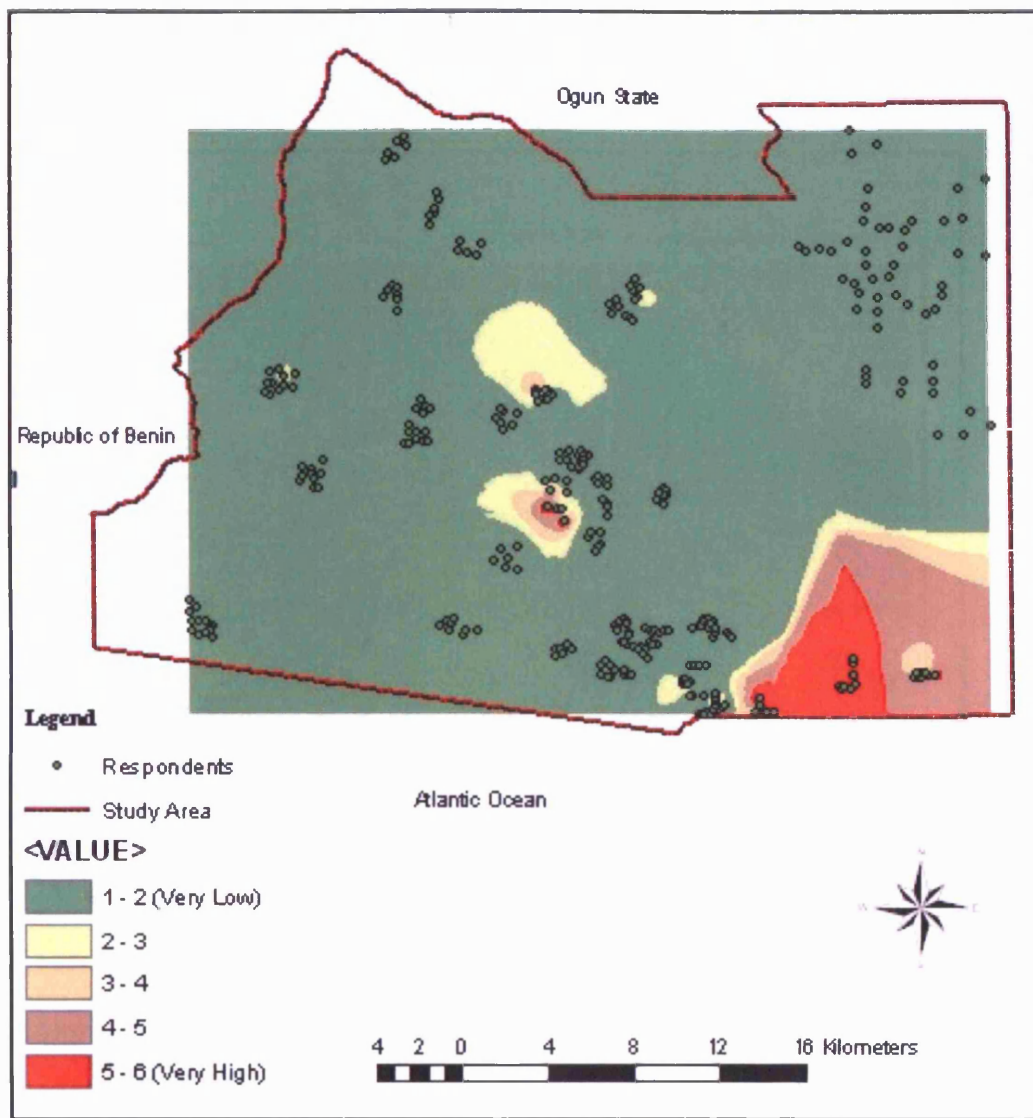 Ogun State
Republic of Benin
Legend
Respondents
Study Area
Atlantic Ocean
<VALUE>
1 - 2 (Very Low)
2 - 3
3 - 4
4 - 5
5 - 6 (Very High)
4 2 0 4 8 12 16 Kilometers